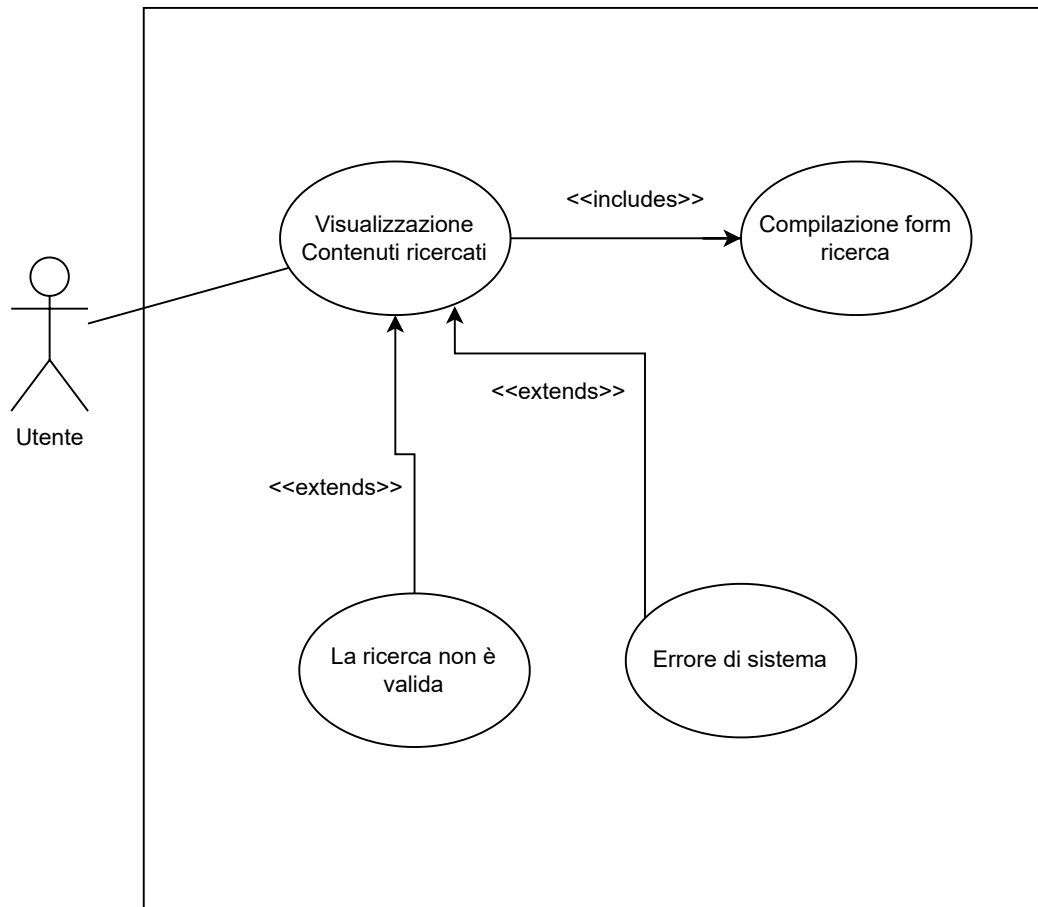 Visualizzazione
Contenuti ricercati
<<includes>>
Compilazione form
ricerca
Utente
<<extends>>
<<extends>>
La ricerca non è
valida
Errore di sistema